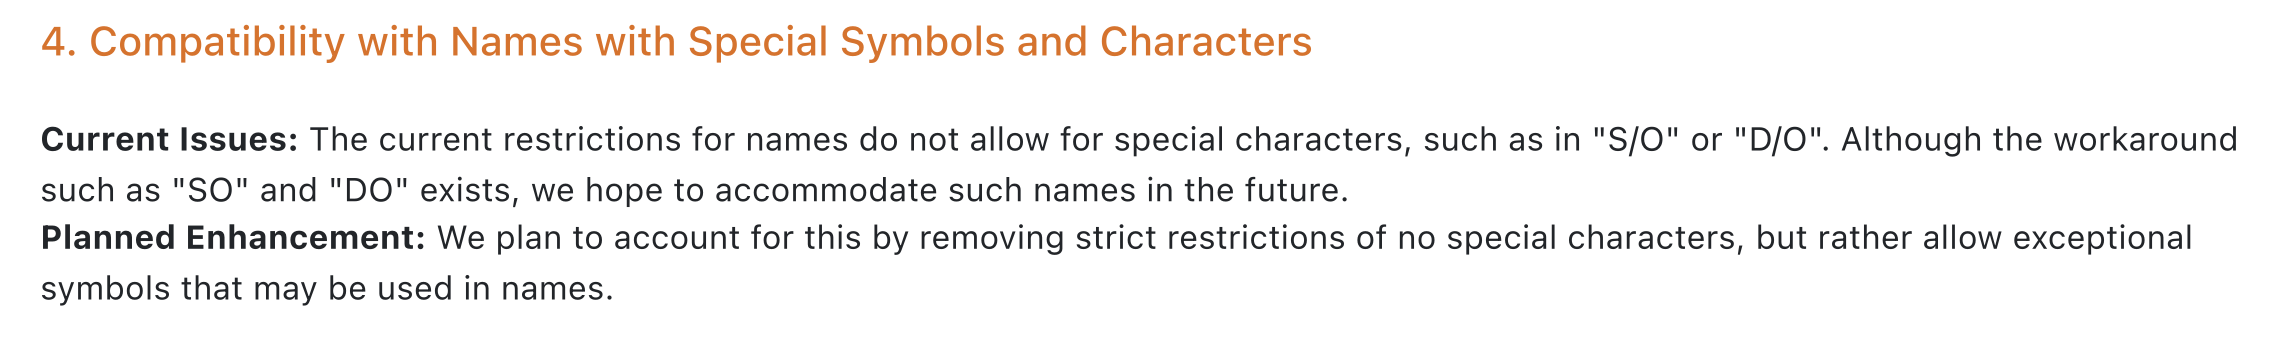 4. Compatibility with Names with Special Symbols and Characters
Current Issues: The current restrictions for names do not allow for special characters, such as in "S/O" or "D/O". Although the workaround
such as "SO" and "DO" exists, we hope to accommodate such names in the future.
Planned Enhancement: We plan to account for this by removing strict restrictions of no special characters, but rather allow exceptional
symbols that may be used in names.